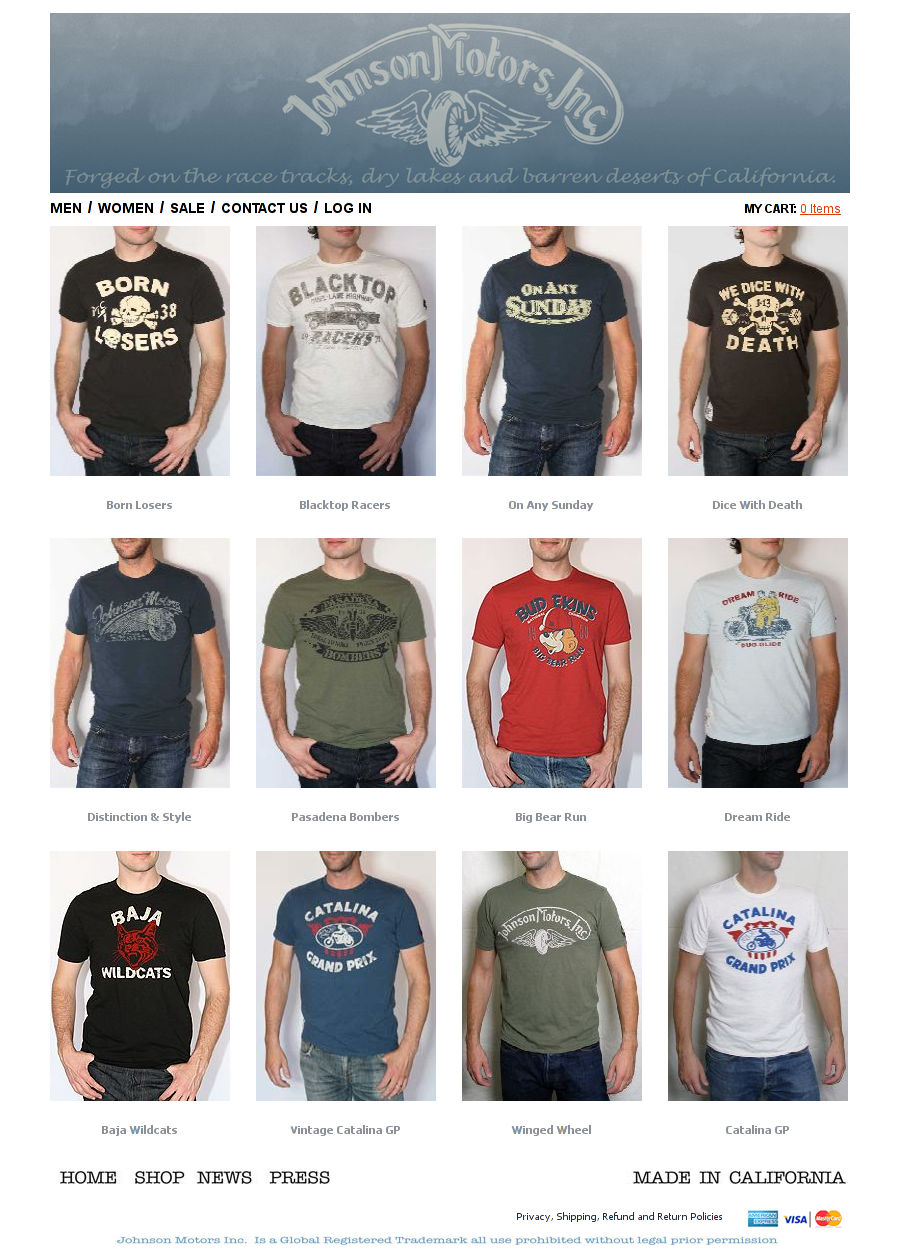 Johnson Motors, Inc
Forged on the race tracks, dry lakes and barren deserts of California.
MEN / WOMEN / SALE / CONTACT US / LOG IN
MY CART: 0 Items
BORN
38
LOSERS
BLACKTOP
RACERS
ON ANY
SUNDAY
WE DICE WITH
DEATH
Born Losers
Blacktop Racers
On Any Sunday
Dice With Death
Johnson Motors
PASADENA
BOMBERS
BUD EKINS
BIG BEAR RUN
DREAM RIDE
BUG-GLIDE
Distinction & Style
Pasadena Bombers
Big Bear Run
Dream Ride
BAJA
WILDCATS
CATALINA
GRAND PRIX
Johnson Motors, Inc
CATALINA
GRAND PRIX
Baja Wildcats
Vintage Catalina GP
Winged Wheel
Catalina GP
HOME SHOP NEWS PRESS
MADE IN CALIFORNIA
Privacy, Shipping, Refund and Return Policies
AMERICAN EXPRESS VISA MasterCard
Johnson Motors Inc. Is a Global Registered Trademark all use prohibited without legal prior permission